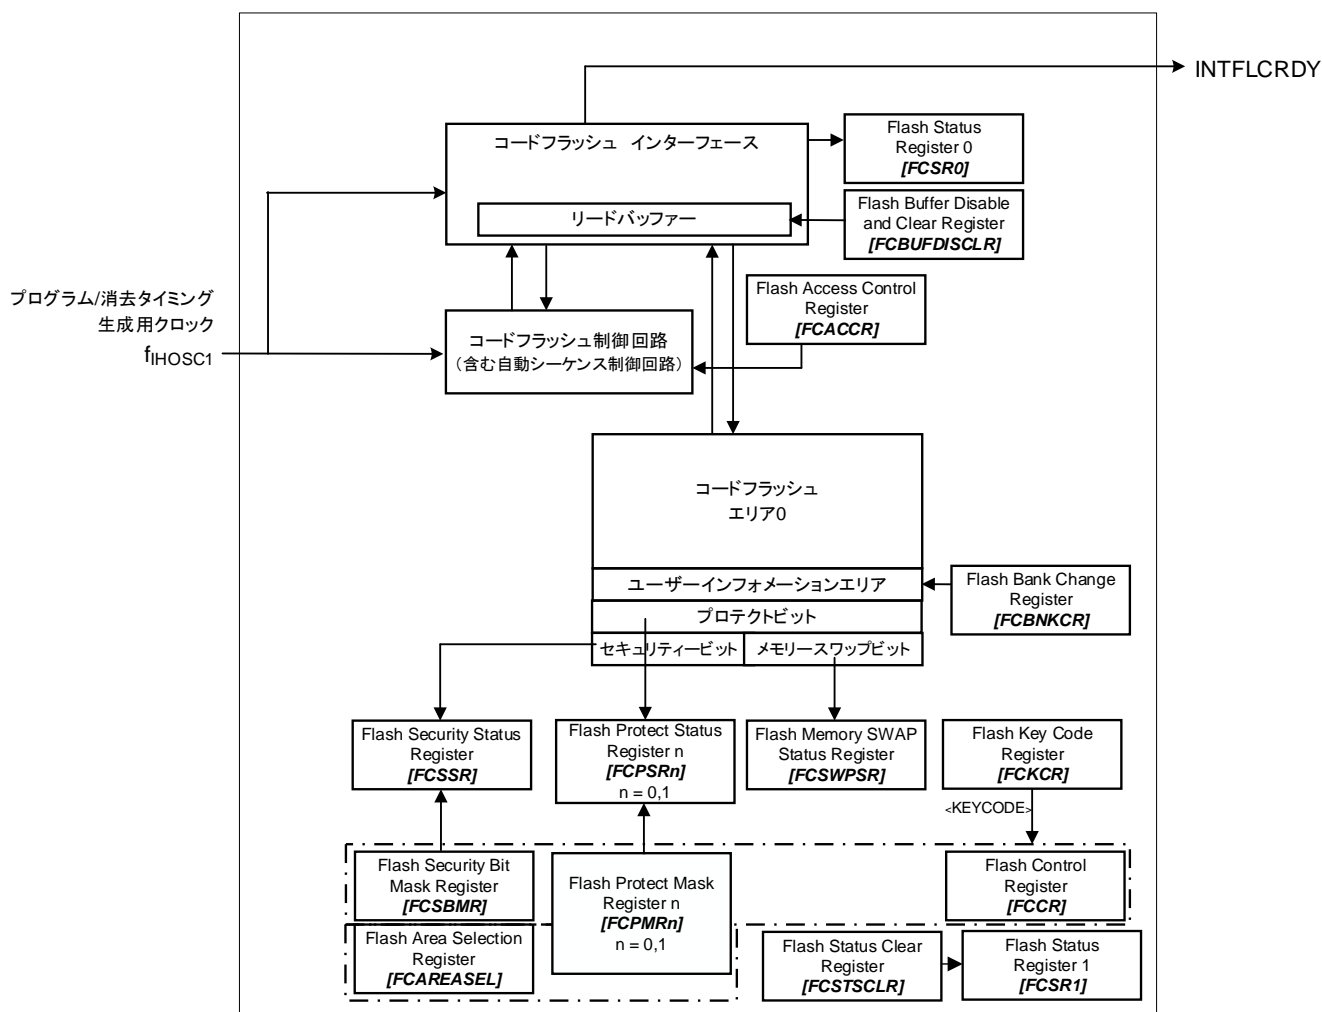 INTFLCRDY
コードフラッシュ インターフェース
リードバッファー
Flash Status
Register 0
[FCSR0]
Flash Buffer Disable
and Clear Register
[FCBUFDISCLR]
プログラム/消去タイミング
生成用クロック
fIHOSC1
コードフラッシュ制御回路
（含む自動シーケンス制御回路）
Flash Access Control
Register
[FCACCR]
コードフラッシュ
エリア0
ユーザーインフォメーションエリア
プロテクトビット
セキュリティービット
メモリースワップビット
Flash Bank Change
Register
[FCBNKCR]
Flash Security Status
Register
[FCSSR]
Flash Protect Status
Register n
[FCPSRn]
n = 0,1
Flash Memory SWAP
Status Register
[FCSWPSR]
Flash Key Code
Register
[FCKCR]
<KEYCODE>
Flash Security Bit
Mask Register
[FCSBMR]
Flash Protect Mask
Register n
[FCPMRn]
n = 0,1
Flash Control
Register
[FCCR]
Flash Area Selection
Register
[FCAREASEL]
Flash Status Clear
Register
[FCSTSCLR]
Flash Status
Register 1
[FCSR1]